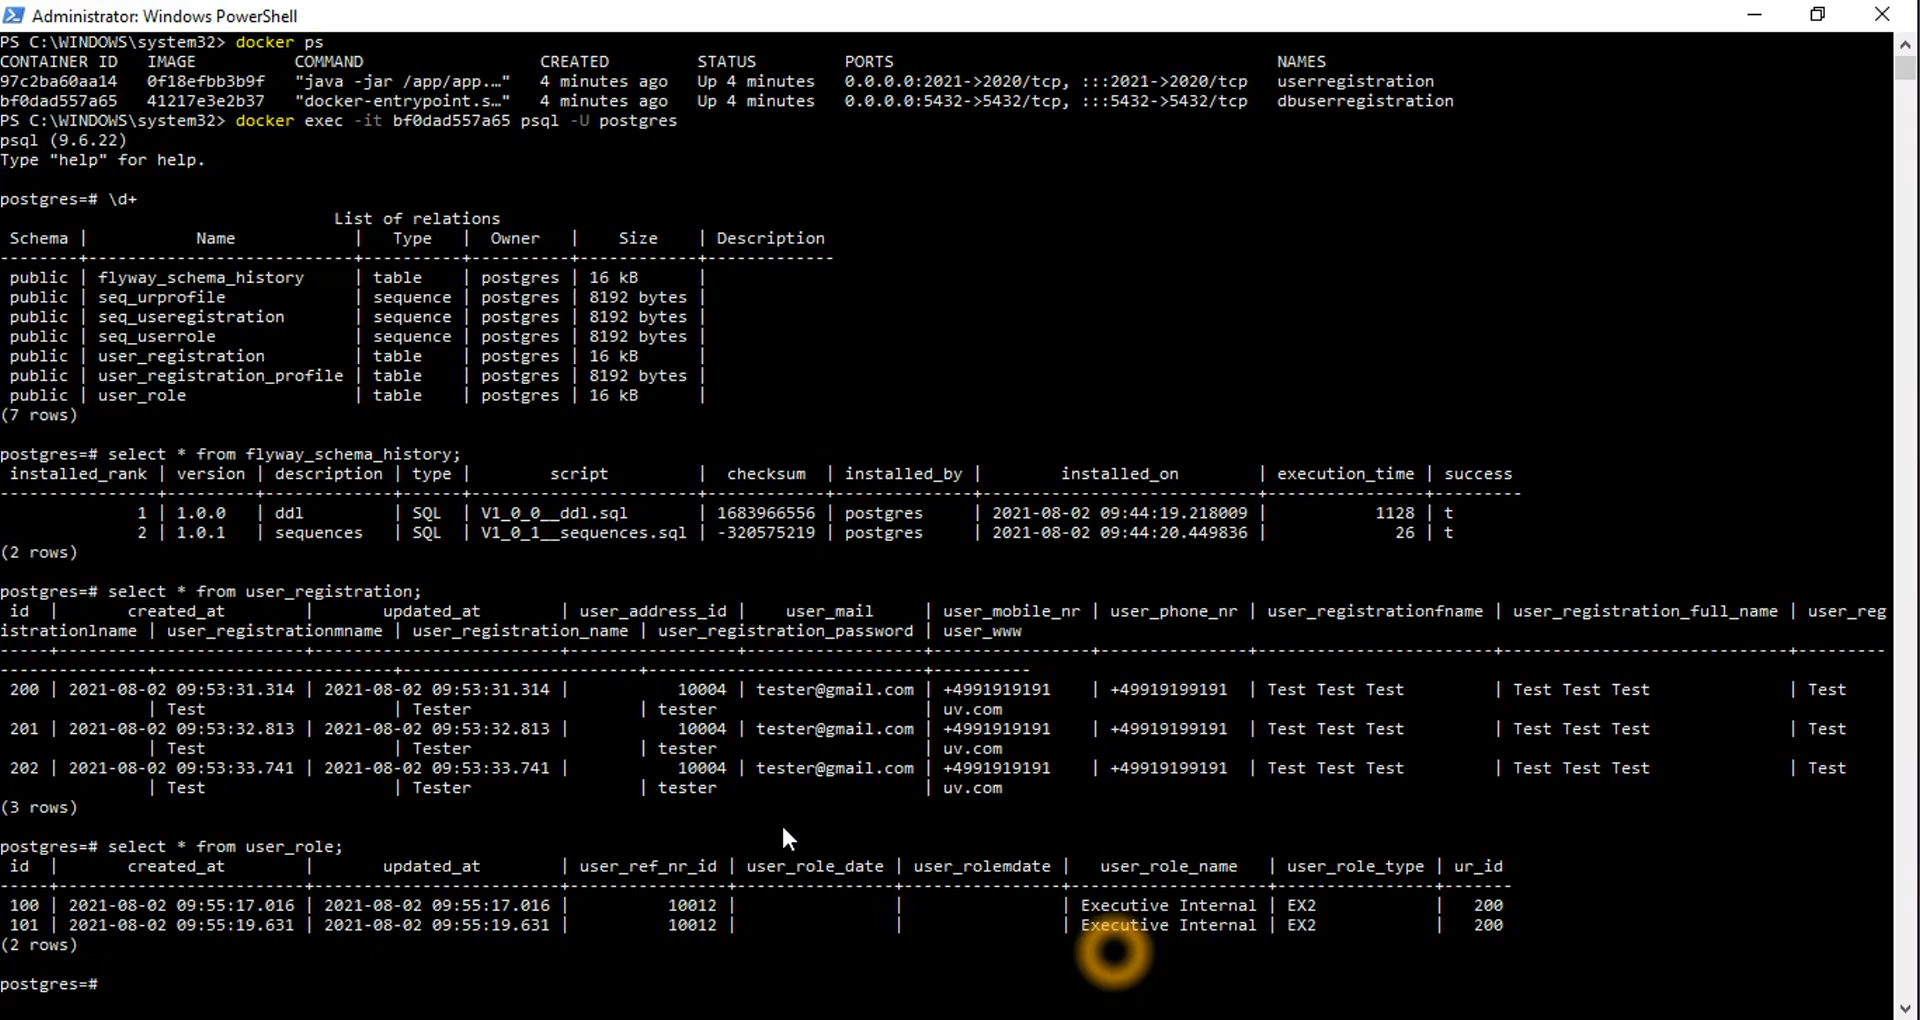 Administrator: Windows PowerShell
PS C:\WINDOWS\system32> docker ps
CONTAINER ID   IMAGE          COMMAND                  CREATED         STATUS         PORTS                                       NAMES
97c2ba60aa14   0f18efbb3b9f   "java -jar /app/app.…"   4 minutes ago   Up 4 minutes   0.0.0.0:2021->2020/tcp, :::2021->2020/tcp   userregistration
bf0dad557a65   41217e3e2b37   "docker-entrypoint.s…"   4 minutes ago   Up 4 minutes   0.0.0.0:5432->5432/tcp, :::5432->5432/tcp   dbuserregistration
PS C:\WINDOWS\system32> docker exec -it bf0dad557a65 psql -U postgres
psql (9.6.22)
Type "help" for help.
postgres=# \d+
List of relations
 Schema |           Name            |   Type   |  Owner   |    Size    | Description
--------+---------------------------+----------+----------+------------+-------------
 public | flyway_schema_history     | table    | postgres | 16 kB      |
 public | seq_urprofile             | sequence | postgres | 8192 bytes |
 public | seq_useregistration       | sequence | postgres | 8192 bytes |
 public | seq_userrole              | sequence | postgres | 8192 bytes |
 public | user_registration         | table    | postgres | 16 kB      |
 public | user_registration_profile | table    | postgres | 8192 bytes |
 public | user_role                 | table    | postgres | 16 kB      |
(7 rows)
postgres=# select * from flyway_schema_history;
 installed_rank | version | description | type |        script         |  checksum  | installed_by |        installed_on        | execution_time | success
----------------+---------+-------------+------+-----------------------+------------+--------------+----------------------------+----------------+---------
              1 | 1.0.0   | ddl         | SQL  | V1_0_0__ddl.sql       | 1683966556 | postgres     | 2021-08-02 09:44:19.218009 |           1128 | t
              2 | 1.0.1   | sequences   | SQL  | V1_0_1__sequences.sql | -320575219 | postgres     | 2021-08-02 09:44:20.449836 |             26 | t
(2 rows)
postgres=# select * from user_registration;
 id  |       created_at        |       updated_at        | user_address_id |    user_mail     | user_mobile_nr | user_phone_nr | user_registrationfname | user_registration_full_name | user_reg
istrationlname | user_registrationmname | user_registration_name | user_registration_password | user_www
-----+-------------------------+-------------------------+-----------------+------------------+----------------+---------------+------------------------+-----------------------------+---------
---------------+------------------------+------------------------+----------------------------+----------
 200 | 2021-08-02 09:53:31.314 | 2021-08-02 09:53:31.314 |           10004 | tester@gmail.com | +4991919191    | +49919199191  | Test Test Test         | Test Test Test              | Test
               | Test                   | Tester                 | tester                     | uv.com
 201 | 2021-08-02 09:53:32.813 | 2021-08-02 09:53:32.813 |           10004 | tester@gmail.com | +4991919191    | +49919199191  | Test Test Test         | Test Test Test              | Test
               | Test                   | Tester                 | tester                     | uv.com
 202 | 2021-08-02 09:53:33.741 | 2021-08-02 09:53:33.741 |           10004 | tester@gmail.com | +4991919191    | +49919199191  | Test Test Test         | Test Test Test              | Test
               | Test                   | Tester                 | tester                     | uv.com
(3 rows)
postgres=# select * from user_role;
 id  |       created_at        |       updated_at        | user_ref_nr_id | user_role_date | user_rolemdate |   user_role_name   | user_role_type | ur_id
-----+-------------------------+-------------------------+----------------+----------------+----------------+--------------------+----------------+-------
 100 | 2021-08-02 09:55:17.016 | 2021-08-02 09:55:17.016 |          10012 |                |                | Executive Internal | EX2            |   200
 101 | 2021-08-02 09:55:19.631 | 2021-08-02 09:55:19.631 |          10012 |                |                | Executive Internal | EX2            |   200
(2 rows)
postgres=#